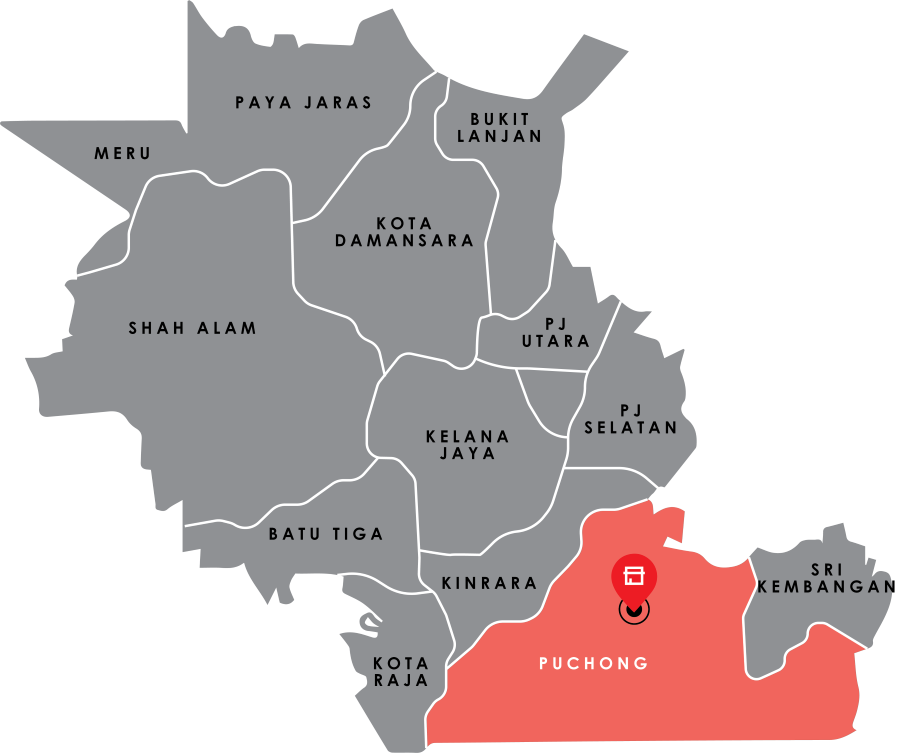 PAYA JARAS
BUKIT
LANJAN
MERU
KOTA
DAMANSARA
SHAH ALAM
PJ
UTARA
PJ
SELATAN
KELANA
JAYA
BATU TIGA
KINRARA
SRI
KEMBANGAN
KOTA
RAJA
PUCHONG